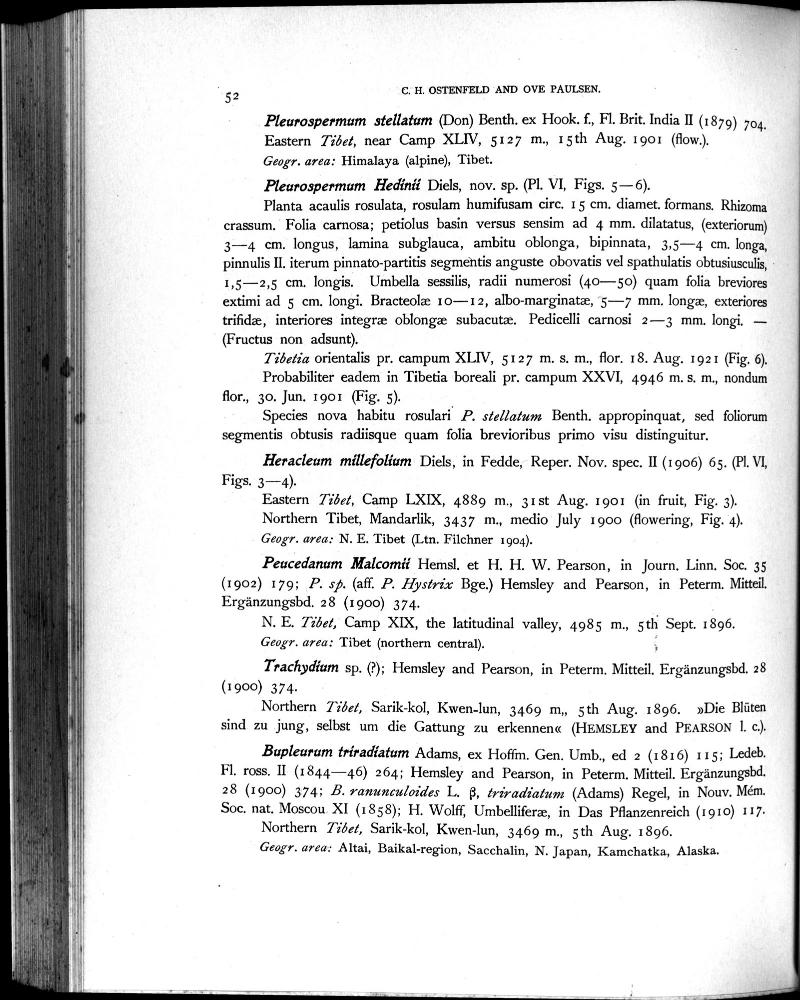 52
C. H. OSTENFELD AND OVE PAULSEN.
Pleurospermum stellatum (Don) Benth. ex Hook. f., Fl. Brit. India II (1879) 704.
Eastern Tibet, near Camp XLIV, 5127 m., 15th Aug. 1901 (flow.).
Geogr. area: Himalaya (alpine), Tibet.
Pleurospermum Hedinii Diels, nov. sp. (Pl. VI, Figs. 5—6).
Planta acaulis rosulata, rosulam humifusam circ. 15 cm. diamet. formans. Rhizoma
crassum. Folia carnosa; petiolus basin versus sensim ad 4 mm. dilatatus, (exteriorum)
3—4 cm. longus, lamina subglauca, ambitu oblonga, bipinnata, 3,5—4 cm. longa,
pinnulis II. iterum pinnato-partitis segmentis anguste obovatis vel spathulatis obtusiusculis,
1,5—2,5 cm. longis. Umbella sessilis, radii numerosi (40—50) quam folia breviores
extimi ad 5 cm. longi. Bracteolæ 10—12, albo-marginatæ, 5—7 mm. longæ, exteriores
trifidæ, interiores integræ oblongæ subacutæ. Pedicelli carnosi 2—3 mm. longi. —
(Fructus non adsunt).
Tibetia orientalis pr. campum XLIV, 5127 m. s. m., flor. 18. Aug. 1921 (Fig. 6).
Probabiliter eadem in Tibetia boreali pr. campum XXVI, 4946 m. s. m., nondum
flor., 30. Jun. 1901 (Fig. 5).
Species nova habitu rosulari P. stellatum Benth. appropinquat, sed foliorum
segmentis obtusis radiisque quam folia brevioribus primo visu distinguitur.
Heracleum millefolium Diels, in Fedde, Reper. Nov. spec. II (1906) 65. (Pl. VI,
Figs. 3—4).
Eastern Tibet, Camp LXIX, 4889 m., 31st Aug. 1901 (in fruit, Fig. 3).
Northern Tibet, Mandarlik, 3437 m., medio July 1900 (flowering, Fig. 4).
Geogr. area: N. E. Tibet (Ltn. Filchner 1904).
Peucedanum Malcomii Hemsl. et H. H. W. Pearson, in Journ. Linn. Soc. 35
(1902) 179; P. sp. (aff. P. Hystrix Bge.) Hemsley and Pearson, in Peterm. Mitteil.
Ergänzungsbd. 28 (1900) 374.
N. E. Tibet, Camp XIX, the latitudinal valley, 4985 m., 5th Sept. 1896.
Geogr. area: Tibet (northern central).
Trachydium sp. (?); Hemsley and Pearson, in Peterm. Mitteil. Ergänzungsbd. 28
(1900) 374.
Northern Tibet, Sarik-kol, Kwen-lun, 3469 m,, 5th Aug. 1896. »Die Blüten
sind zu jung, selbst um die Gattung zu erkennen« (HEMSLEY and PEARSON l. c.).
Bupleurum triradiatum Adams, ex Hoffm. Gen. Umb., ed 2 (1816) 115; Ledeb.
Fl. ross. II (1844—46) 264; Hemsley and Pearson, in Peterm. Mitteil. Ergänzungsbd.
28 (1900) 374; B. ranunculoides L. β, triradiatum (Adams) Regel, in Nouv. Mém.
Soc. nat. Moscou XI (1858); H. Wolff, Umbelliferæ, in Das Pflanzenreich (1910) 117.
Northern Tibet, Sarik-kol, Kwen-lun, 3469 m., 5th Aug. 1896.
Geogr. area: Altai, Baikal-region, Sacchalin, N. Japan, Kamchatka, Alaska.